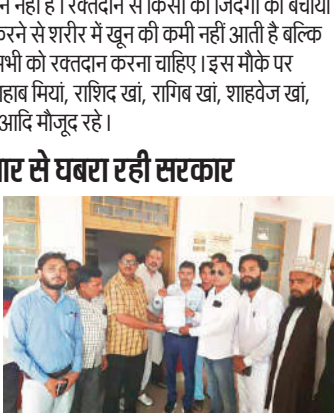 न नहीं है। रक्तदान से किसी की जिंदगी को बचाया
करने से शरीर में खून की कमी नहीं आती है बल्कि
सभी को रक्तदान करना चाहिए। इस मौके पर
हाब मियां, राशिद खां, रागिब खां, शाहवेज खां,
आदि मौजूद रहे।
ार से घबरा रही सरकार